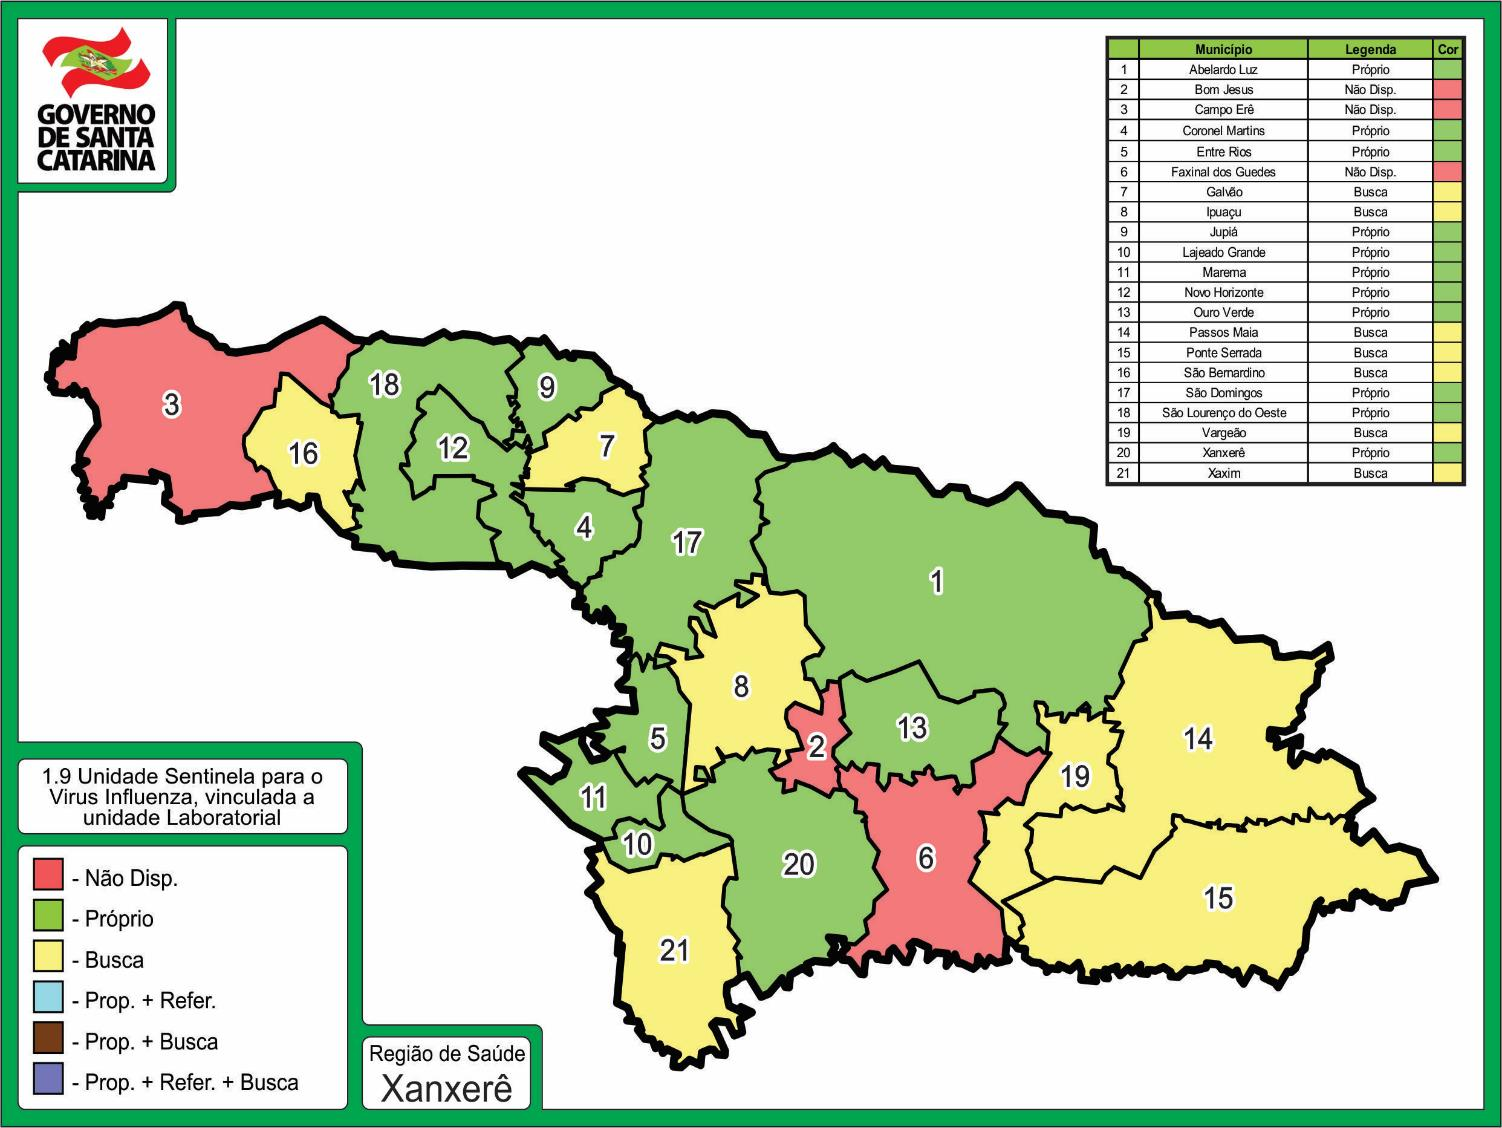 GOVERNO
DE SANTA
CATARINA
Município Legenda Cor
1 Abelardo Luz Próprio
2 Bom Jesus Não Disp.
3 Campo Erê Não Disp.
4 Coronel Martins Próprio
5 Entre Rios Próprio
6 Faxinal dos Guedes Não Disp.
7 Galvão Busca
8 Ipuaçu Busca
9 Jupiá Próprio
10 Lajeado Grande Próprio
11 Marema Próprio
12 Novo Horizonte Próprio
13 Ouro Verde Próprio
14 Passos Maia Busca
15 Ponte Serrada Busca
16 São Bernardino Busca
17 São Domingos Próprio
18 São Lourenço do Oeste Próprio
19 Vargeão Busca
20 Xanxerê Próprio
21 Xaxim Busca
3
18
9
16
12
7
4
17
1
8
5
2
13
14
19
11
10
20
6
15
21
1.9 Unidade Sentinela para o
Virus Influenza, vinculada a
unidade Laboratorial
- Não Disp.
- Próprio
- Busca
- Prop. + Refer.
- Prop. + Busca
- Prop. + Refer. + Busca
Região de Saúde
Xanxerê